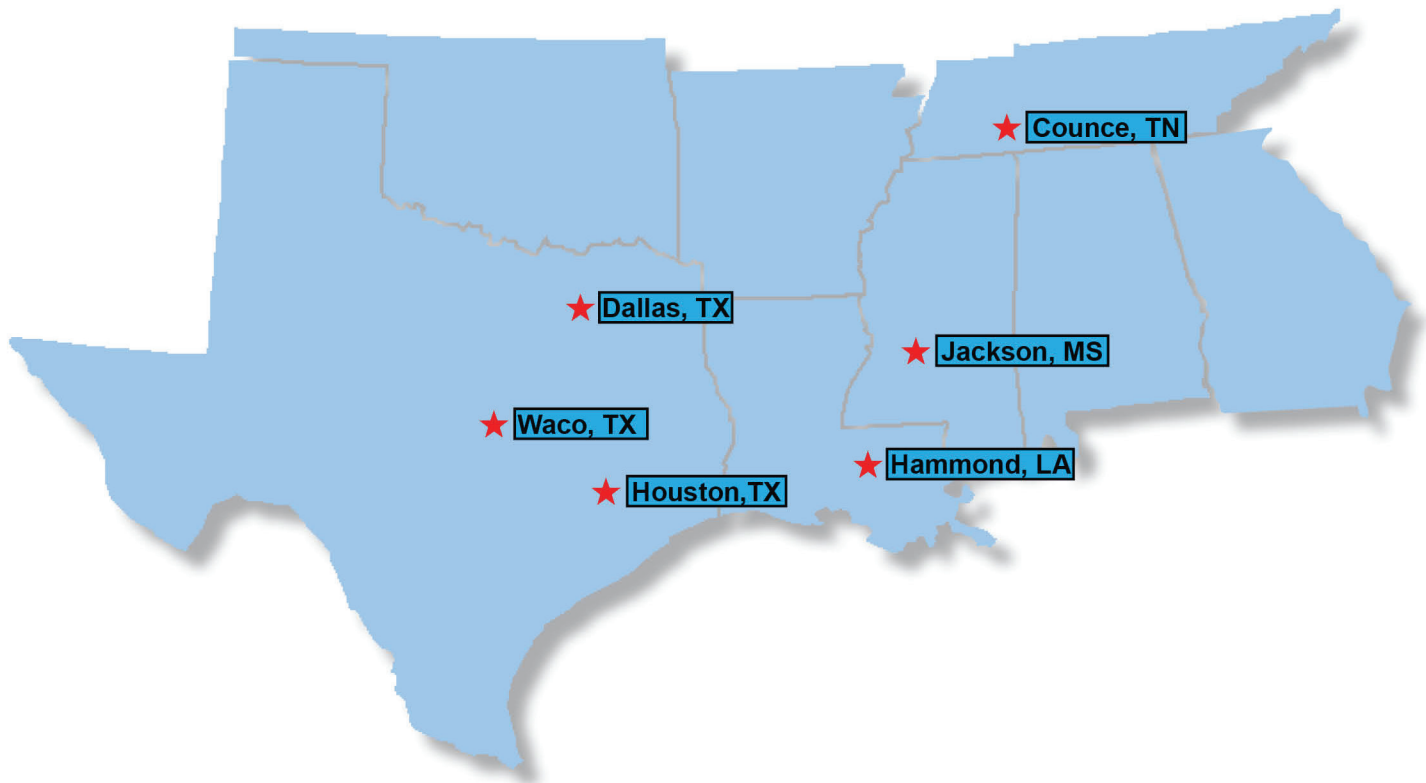 Counce, TN
Dallas, TX
Jackson, MS
Waco, TX
Hammond, LA
Houston,TX